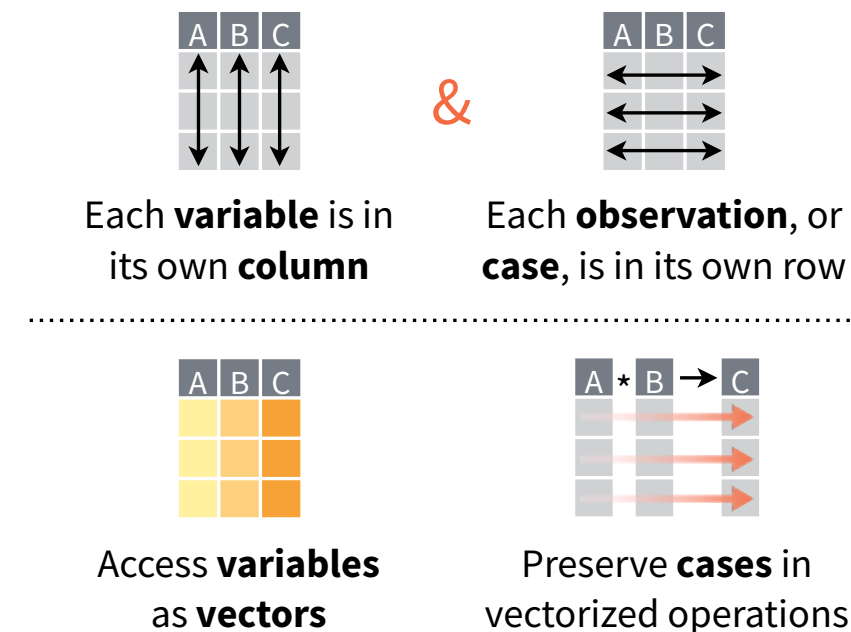 A B C
A B C
&
Each variable is in
its own column
Each observation, or
case, is in its own row
A B C
A * B → C
Access variables
as vectors
Preserve cases in
vectorized operations